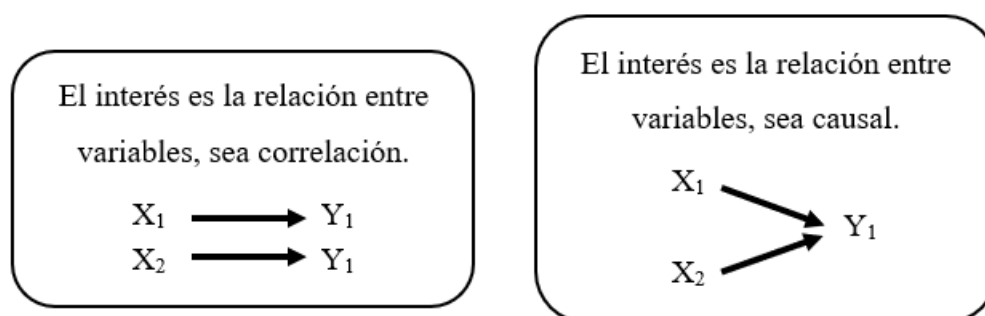 El interés es la relación entre
variables, sea correlación.
X₁ Y₁
X₂ Y₁
El interés es la relación entre
variables, sea causal.
X₁
Y₁
X₂